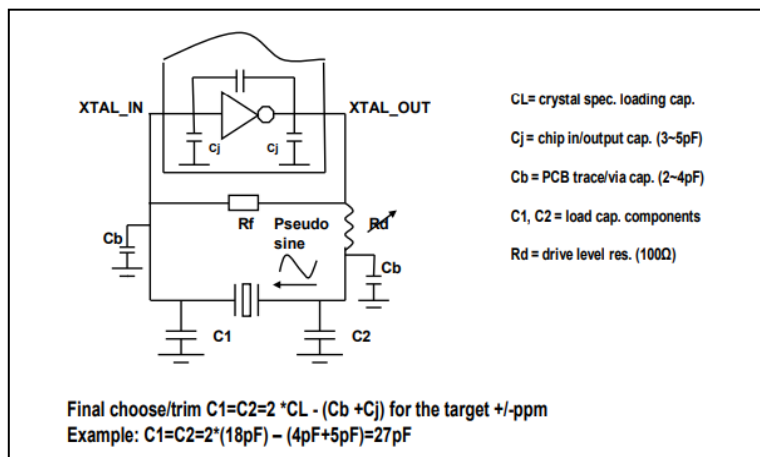 XTAL_IN
XTAL_OUT
Cj
Cj
Rf
Pseudo
sine
Rd
Cb
Cb
C1
C2
CL= crystal spec. loading cap.
Cj = chip in/output cap. (3~5pF)
Cb = PCB trace/via cap. (2~4pF)
C1, C2 = load cap. components
Rd = drive level res. (100Ω)
Final choose/trim C1=C2=2 *CL - (Cb +Cj) for the target +/-ppm
Example: C1=C2=2*(18pF) – (4pF+5pF)=27pF